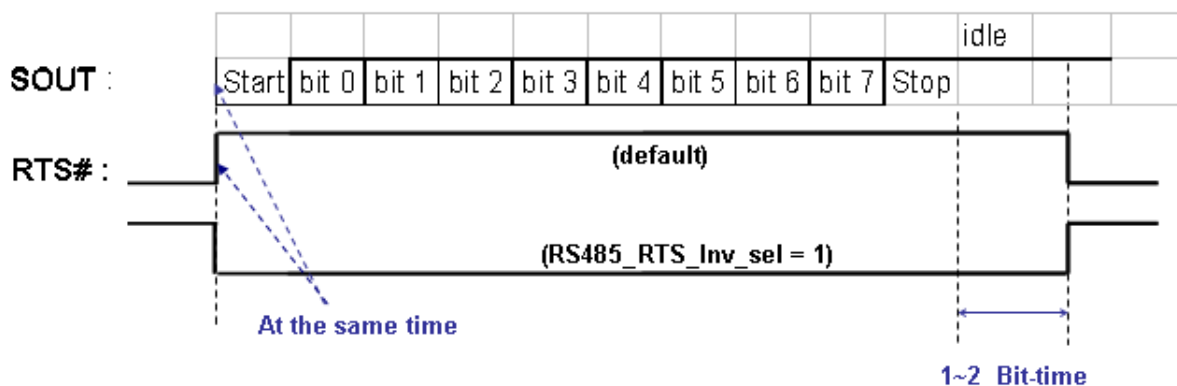 idle
SOUT : Start bit 0 bit 1 bit 2 bit 3 bit 4 bit 5 bit 6 bit 7 Stop
(default)
RTS# :
(RS485_RTS_Inv_sel = 1)
At the same time
1~2 Bit-time